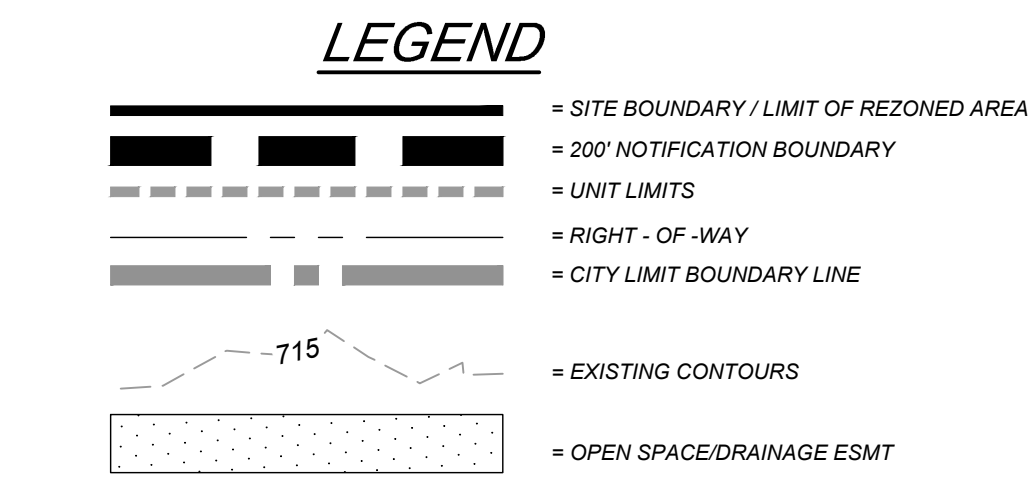 LEGEND
= SITE BOUNDARY / LIMIT OF REZONED AREA
= 200' NOTIFICATION BOUNDARY
= UNIT LIMITS
= RIGHT - OF -WAY
= CITY LIMIT BOUNDARY LINE
715
= EXISTING CONTOURS
= OPEN SPACE/DRAINAGE ESMT